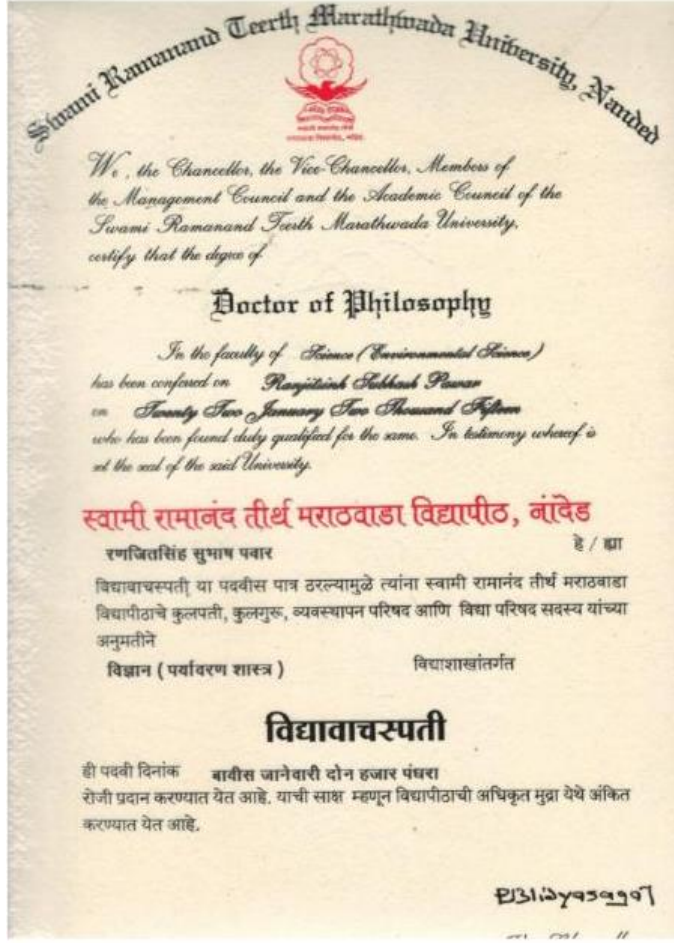 Swami Ramanand Teerth Marathwada University, Nanded
We, the Chancellor, the Vice-Chancellor, Members of
the Management Council and the Academic Council of the
Swami Ramanand Teerth Marathwada University,
certify that the degree of
Doctor of Philosophy
In the faculty of Science (Environmental Science)
has been conferred on Ranjitsinh Subhash Pawar
on Twenty Two January Two Thousand Fifteen
who has been found duly qualified for the same. In testimony whereof is
set the seal of the said University.
स्वामी रामानंद तीर्थ मराठवाडा विद्यापीठ, नांदेड
रणजितसिंह सुभाष पवार हे / ह्या
विद्यावाचस्पती या पदवीस पात्र ठरल्यामुळे त्यांना स्वामी रामानंद तीर्थ मराठवाडा
विद्यापीठाचे कुलपती, कुलगुरू, व्यवस्थापन परिषद आणि विद्या परिषद सदस्य यांच्या
अनुमतीने
विज्ञान ( पर्यावरण शास्त्र ) विद्याशाखांतर्गत
विद्यावाचस्पती
ही पदवी दिनांक बावीस जानेवारी दोन हजार पंधरा
रोजी प्रदान करण्यात येत आहे. याची साक्ष म्हणून विद्यापीठाची अधिकृत मुद्रा येथे अंकित
करण्यात येत आहे.